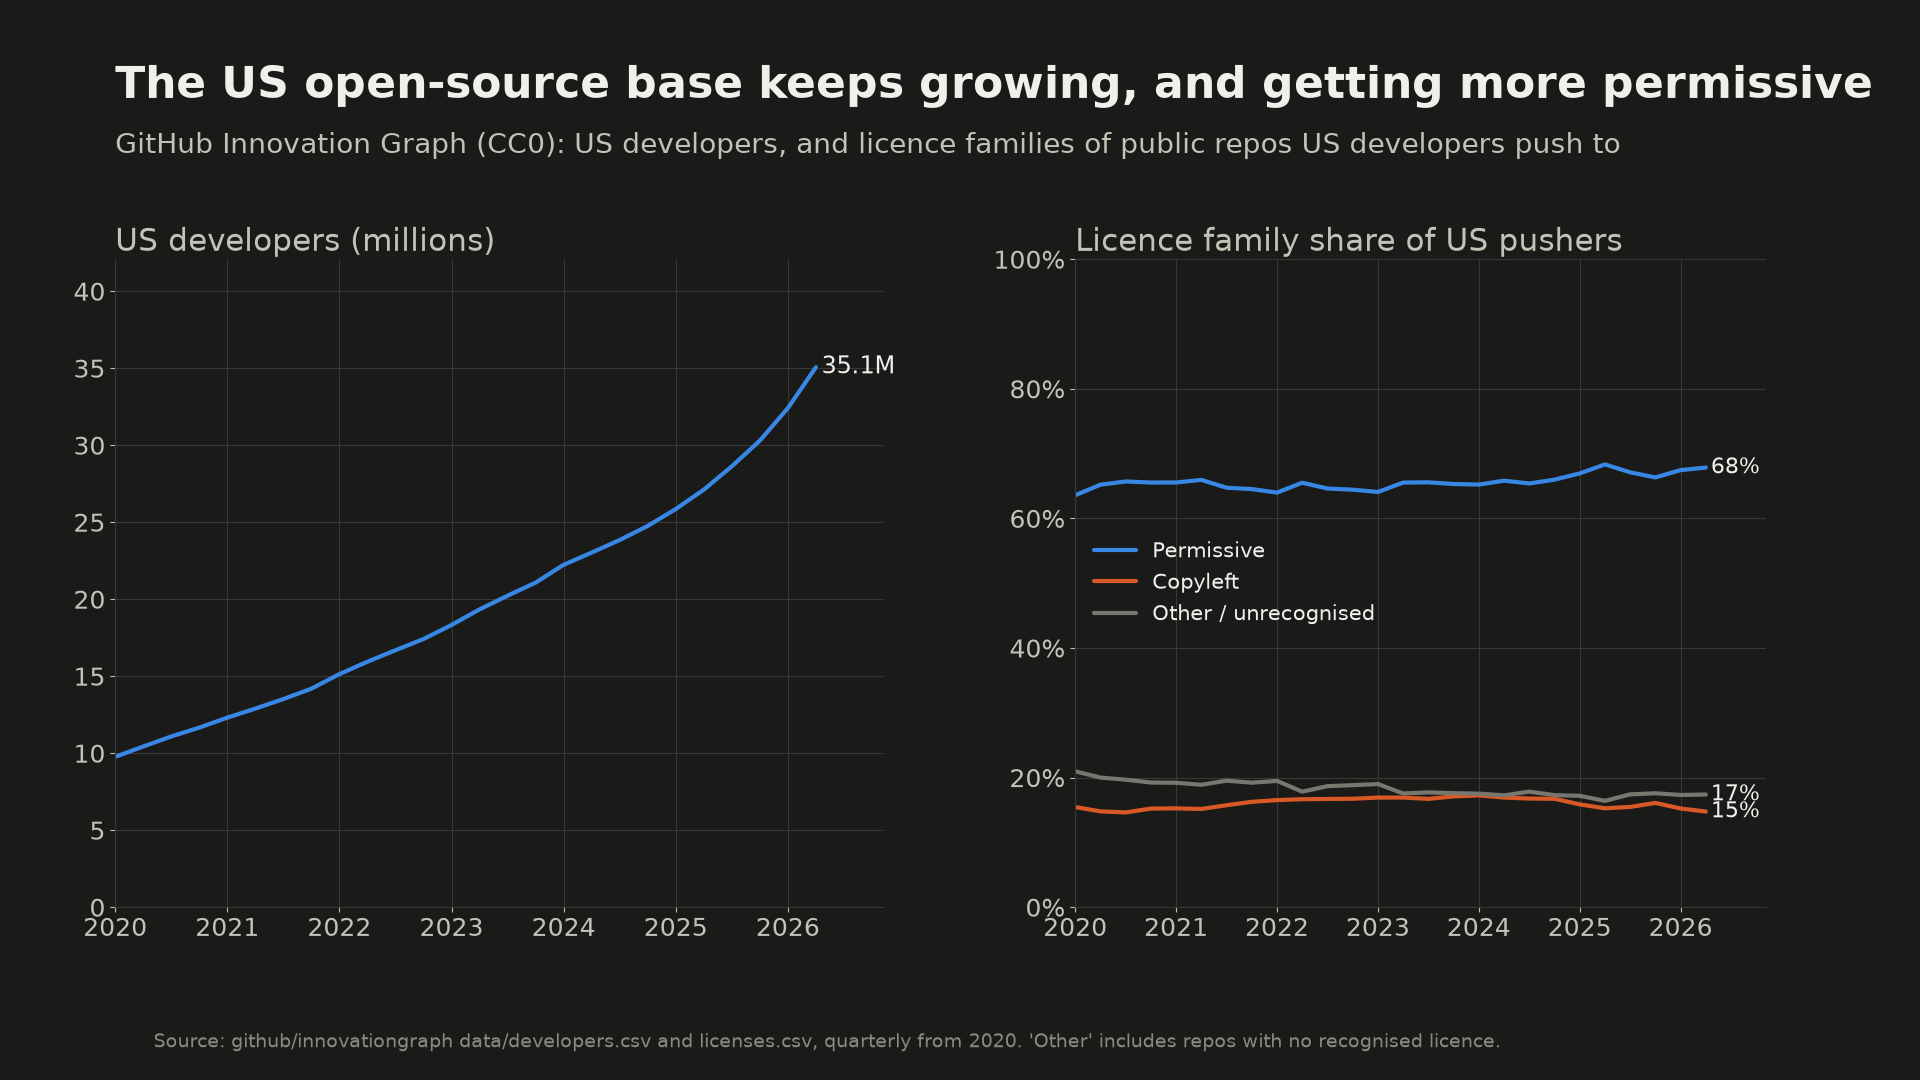 The US open-source base keeps growing, and getting more permissive
GitHub Innovation Graph (CC0): US developers, and licence families of public repos US developers push to
US developers (millions)
40
35
30
25
20
15
10
5
0
35.1M
2020 2021 2022 2023 2024 2025 2026
Licence family share of US pushers
100%
80%
60%
40%
20%
0%
68%
Permissive
Copyleft
Other / unrecognised
17%
15%
2020 2021 2022 2023 2024 2025 2026
Source: github/innovationgraph data/developers.csv and licenses.csv, quarterly from 2020. 'Other' includes repos with no recognised licence.